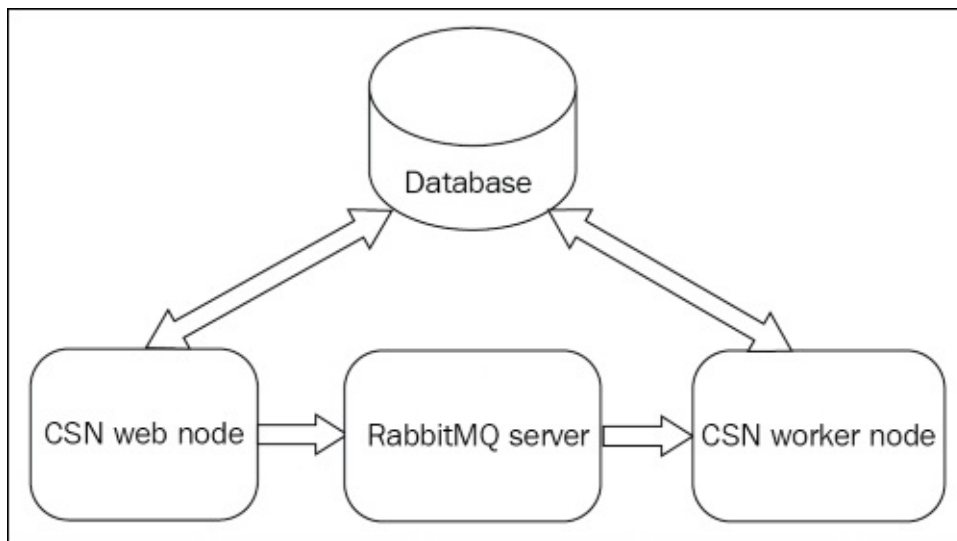 Database
CSN web node
RabbitMQ server
CSN worker node